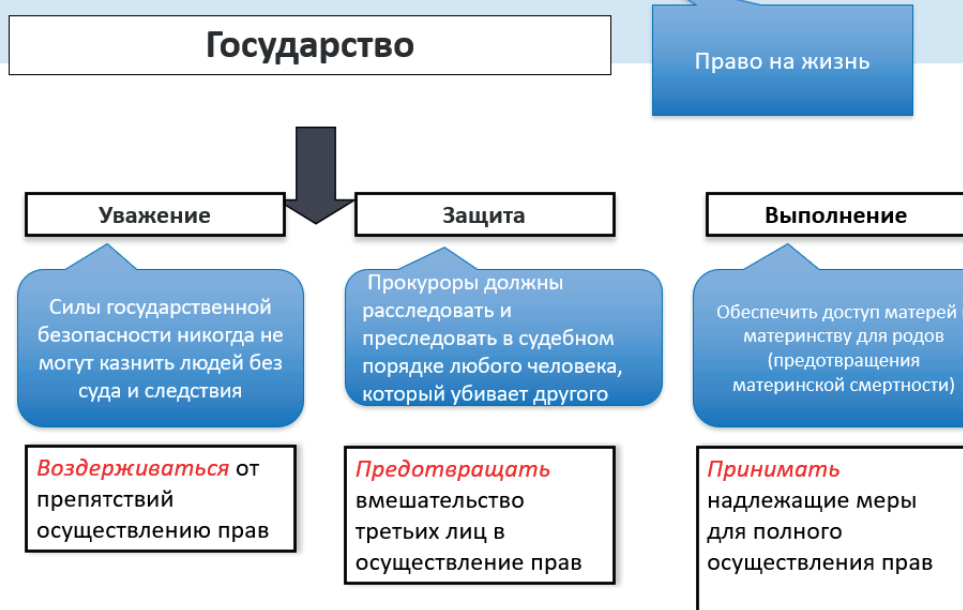 Государство
Право на жизнь
Уважение
Защита
Выполнение
Силы государственной
безопасности никогда не
могут казнить людей без
суда и следствия
Прокуроры должны
расследовать и
преследовать в судебном
порядке любого человека,
который убивает другого
Обеспечить доступ матерей
материнству для родов
(предотвращения
материнской смертности)
Воздерживаться от
препятствий
осуществлению прав
Предотвращать
вмешательство
третьих лиц в
осуществление прав
Принимать
надлежащие меры
для полного
осуществления прав